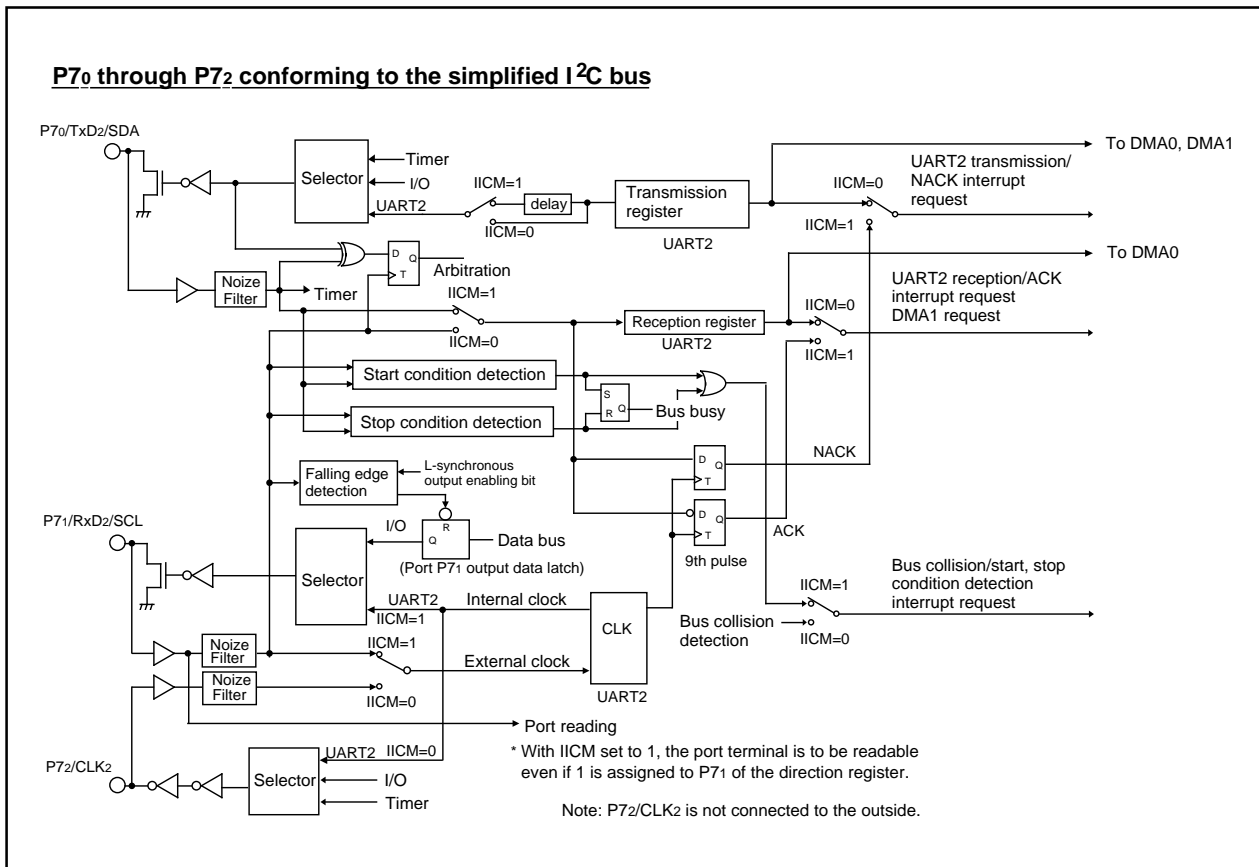 P70 through P72 conforming to the simplified I2C bus
P70/TxD2/SDA
Selector
Timer
I/O
UART2
IICM=1
delay
IICM=0
Transmission
register
UART2
To DMA0, DMA1
IICM=0
IICM=1
UART2 transmission/
NACK interrupt
request
D
Q
T
Arbitration
Noize
Filter
Timer
To DMA0
IICM=1
IICM=0
Reception register
UART2
IICM=0
IICM=1
UART2 reception/ACK
interrupt request
DMA1 request
Start condition detection
S
R
Q
Bus busy
Stop condition detection
NACK
D
Q
T
Falling edge
detection
L-synchronous
output enabling bit
D
Q
T
ACK
9th pulse
P71/RxD2/SCL
I/O
R
Q
Data bus
(Port P71 output data latch)
Selector
UART2
IICM=1
Internal clock
CLK
UART2
Bus collision/start, stop
condition detection
interrupt request
IICM=1
Bus collision
detection
IICM=0
Noize
Filter
IICM=1
External clock
Noize
Filter
IICM=0
Port reading
* With IICM set to 1, the port terminal is to be readable
even if 1 is assigned to P71 of the direction register.
P72/CLK2
UART2
IICM=0
Selector
I/O
Timer
Note: P72/CLK2 is not connected to the outside.